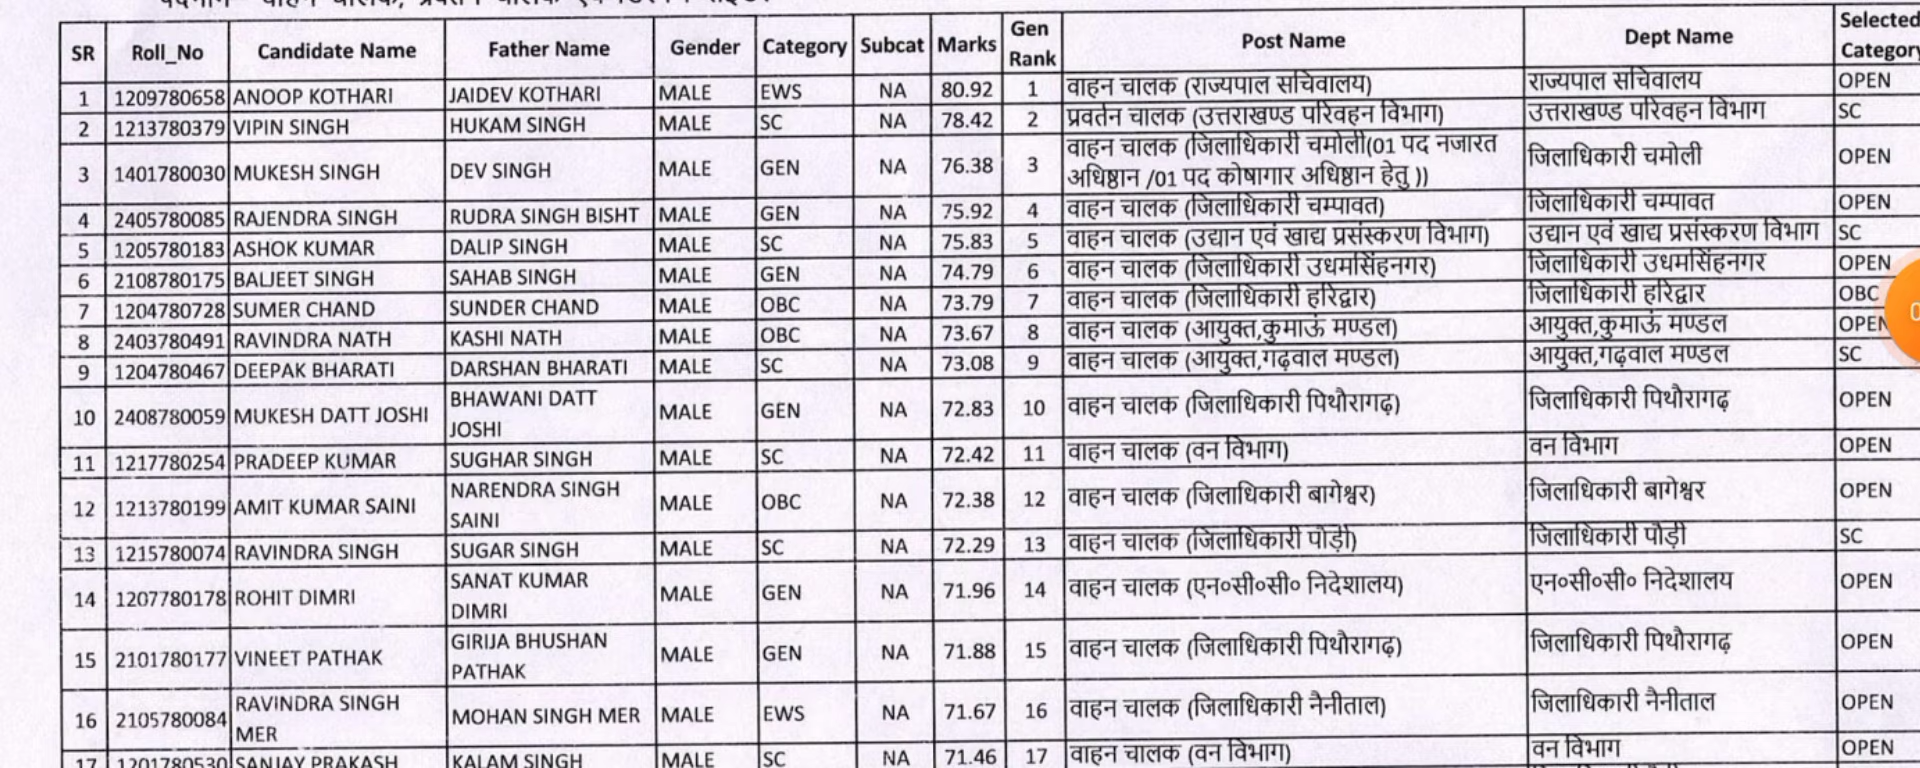 SR Roll_No Candidate Name Father Name Gender Category Subcat Marks Gen Rank Post Name Dept Name Selected Category
1 1209780658 ANOOP KOTHARI JAIDEV KOTHARI MALE EWS NA 80.92 1 वाहन चालक (राज्यपाल सचिवालय) राज्यपाल सचिवालय OPEN
2 1213780379 VIPIN SINGH HUKAM SINGH MALE SC NA 78.42 2 प्रवर्तन चालक (उत्तराखण्ड परिवहन विभाग) उत्तराखण्ड परिवहन विभाग SC
3 1401780030 MUKESH SINGH DEV SINGH MALE GEN NA 76.38 3 वाहन चालक (जिलाधिकारी चमोली(01 पद नजारत अधिष्ठान /01 पद कोषागार अधिष्ठान हेतु )) जिलाधिकारी चमोली OPEN
4 2405780085 RAJENDRA SINGH RUDRA SINGH BISHT MALE GEN NA 75.92 4 वाहन चालक (जिलाधिकारी चम्पावत) जिलाधिकारी चम्पावत OPEN
5 1205780183 ASHOK KUMAR DALIP SINGH MALE SC NA 75.83 5 वाहन चालक (उद्यान एवं खाद्य प्रसंस्करण विभाग) उद्यान एवं खाद्य प्रसंस्करण विभाग SC
6 2108780175 BALJEET SINGH SAHAB SINGH MALE GEN NA 74.79 6 वाहन चालक (जिलाधिकारी उधमसिंहनगर) जिलाधिकारी उधमसिंहनगर OPEN
7 1204780728 SUMER CHAND SUNDER CHAND MALE OBC NA 73.79 7 वाहन चालक (जिलाधिकारी हरिद्वार) जिलाधिकारी हरिद्वार OBC
8 2403780491 RAVINDRA NATH KASHI NATH MALE OBC NA 73.67 8 वाहन चालक (आयुक्त,कुमाऊं मण्डल) आयुक्त,कुमाऊं मण्डल OPEN
9 1204780467 DEEPAK BHARATI DARSHAN BHARATI MALE SC NA 73.08 9 वाहन चालक (आयुक्त,गढ़वाल मण्डल) आयुक्त,गढ़वाल मण्डल SC
10 2408780059 MUKESH DATT JOSHI BHAWANI DATT JOSHI MALE GEN NA 72.83 10 वाहन चालक (जिलाधिकारी पिथौरागढ़) जिलाधिकारी पिथौरागढ़ OPEN
11 1217780254 PRADEEP KUMAR SUGHAR SINGH MALE SC NA 72.42 11 वाहन चालक (वन विभाग) वन विभाग OPEN
12 1213780199 AMIT KUMAR SAINI NARENDRA SINGH SAINI MALE OBC NA 72.38 12 वाहन चालक (जिलाधिकारी बागेश्वर) जिलाधिकारी बागेश्वर OPEN
13 1215780074 RAVINDRA SINGH SUGAR SINGH MALE SC NA 72.29 13 वाहन चालक (जिलाधिकारी पौड़ी) जिलाधिकारी पौड़ी SC
14 1207780178 ROHIT DIMRI SANAT KUMAR DIMRI MALE GEN NA 71.96 14 वाहन चालक (एन०सी०सी० निदेशालय) एन०सी०सी० निदेशालय OPEN
15 2101780177 VINEET PATHAK GIRIJA BHUSHAN PATHAK MALE GEN NA 71.88 15 वाहन चालक (जिलाधिकारी पिथौरागढ़) जिलाधिकारी पिथौरागढ़ OPEN
16 2105780084 RAVINDRA SINGH MER MOHAN SINGH MER MALE EWS NA 71.67 16 वाहन चालक (जिलाधिकारी नैनीताल) जिलाधिकारी नैनीताल OPEN
17 1201780530 SANJAY PRAKASH KALAM SINGH MALE SC NA 71.46 17 वाहन चालक (वन विभाग) वन विभाग OPEN